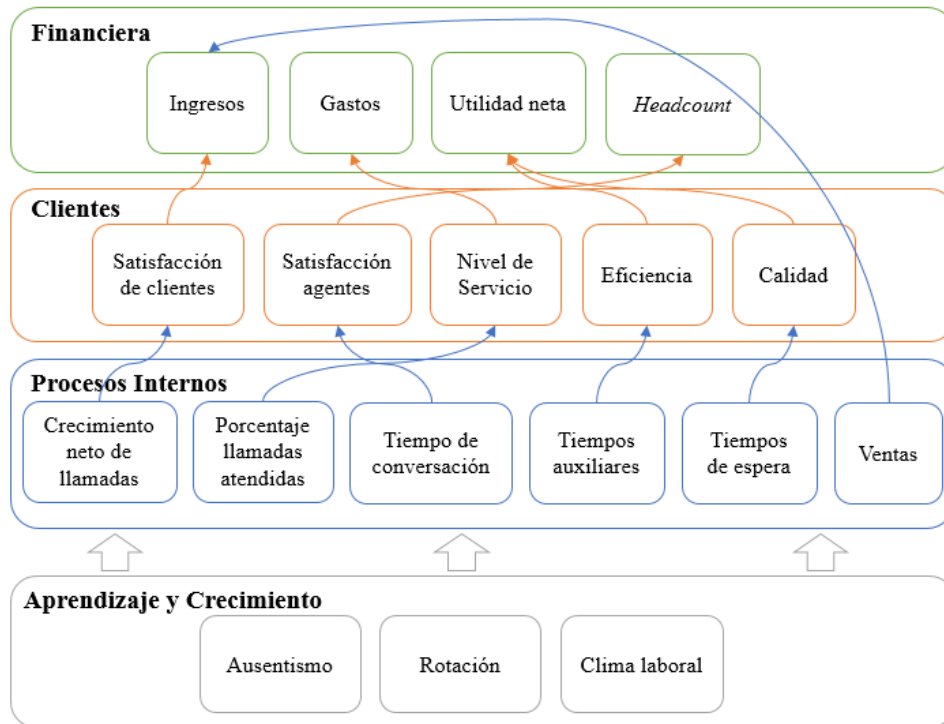 Financiera
Ingresos
Gastos
Utilidad neta
Headcount
Clientes
Satisfacción
de clientes
Satisfacción
agentes
Nivel de
Servicio
Eficiencia
Calidad
Procesos Internos
Crecimiento
neto de
llamadas
Porcentaje
llamadas
atendidas
Tiempo de
conversación
Tiempos
auxiliares
Tiempos
de espera
Ventas
Aprendizaje y Crecimiento
Ausentismo
Rotación
Clima laboral